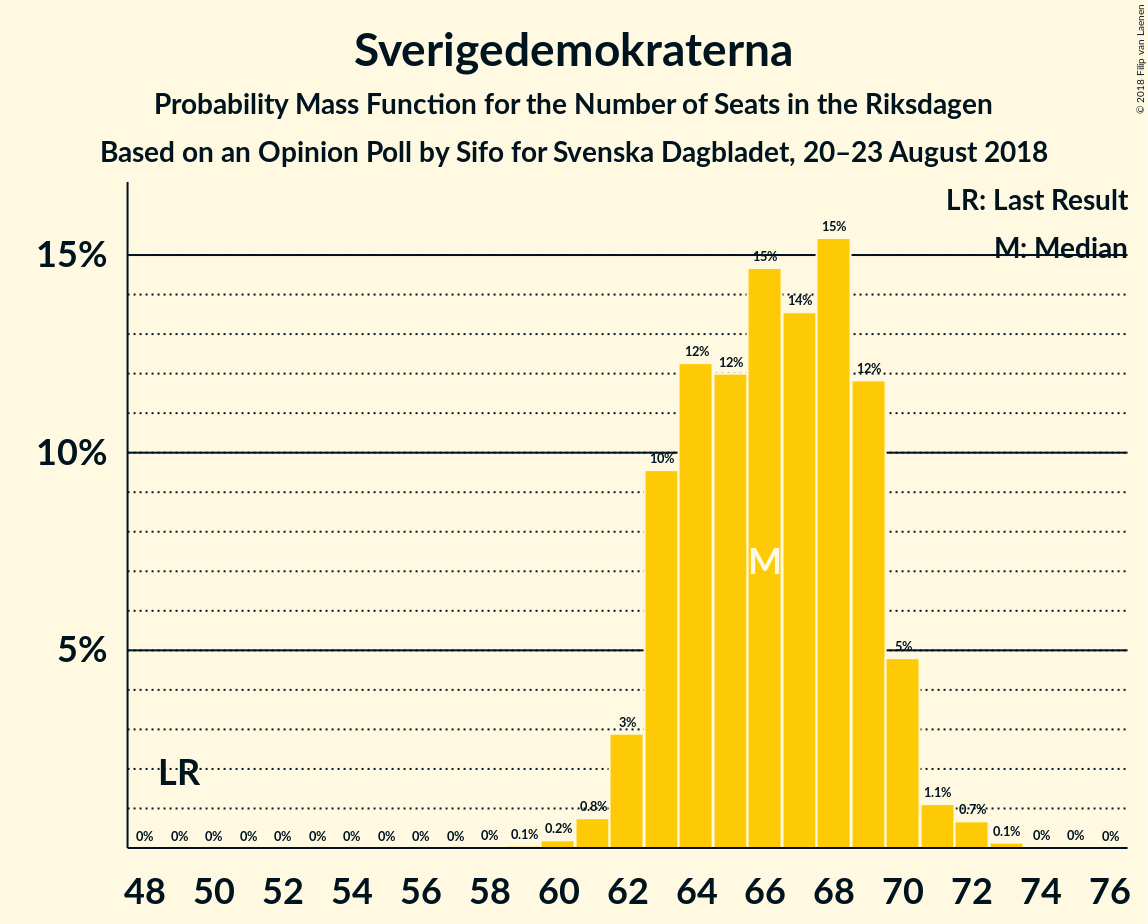 Sverigedemokraterna
Probability Mass Function for the Number of Seats in the Riksdagen
Based on an Opinion Poll by Sifo for Svenska Dagbladet, 20–23 August 2018
© 2018 Filip van Laenen
LR: Last Result
M: Median
15%
10%
5%
0% 0% 0% 0% 0% 0% 0% 0% 0% 0% 0% 0.1% 0.2% 0.8% 3% 10% 12% 12% 15% 14% 15% 12% 5% 1.1% 0.7% 0.1% 0% 0% 0%
LR
M
48 50 52 54 56 58 60 62 64 66 68 70 72 74 76